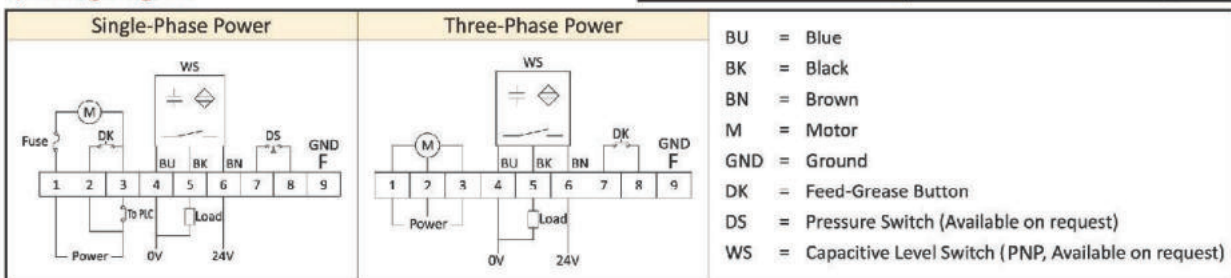 Single-Phase Power
WS
M
Fuse
DK
DS
GND
F
BU BK BN
1 2 3 4 5 6 7 8 9
To PLC
Load
Power
0V 24V
Three-Phase Power
WS
M
DK
GND
F
BU BK BN
1 2 3 4 5 6 7 8 9
Load
Power
0V 24V
BU = Blue
BK = Black
BN = Brown
M = Motor
GND = Ground
DK = Feed-Grease Button
DS = Pressure Switch (Available on request)
WS = Capacitive Level Switch (PNP, Available on request)